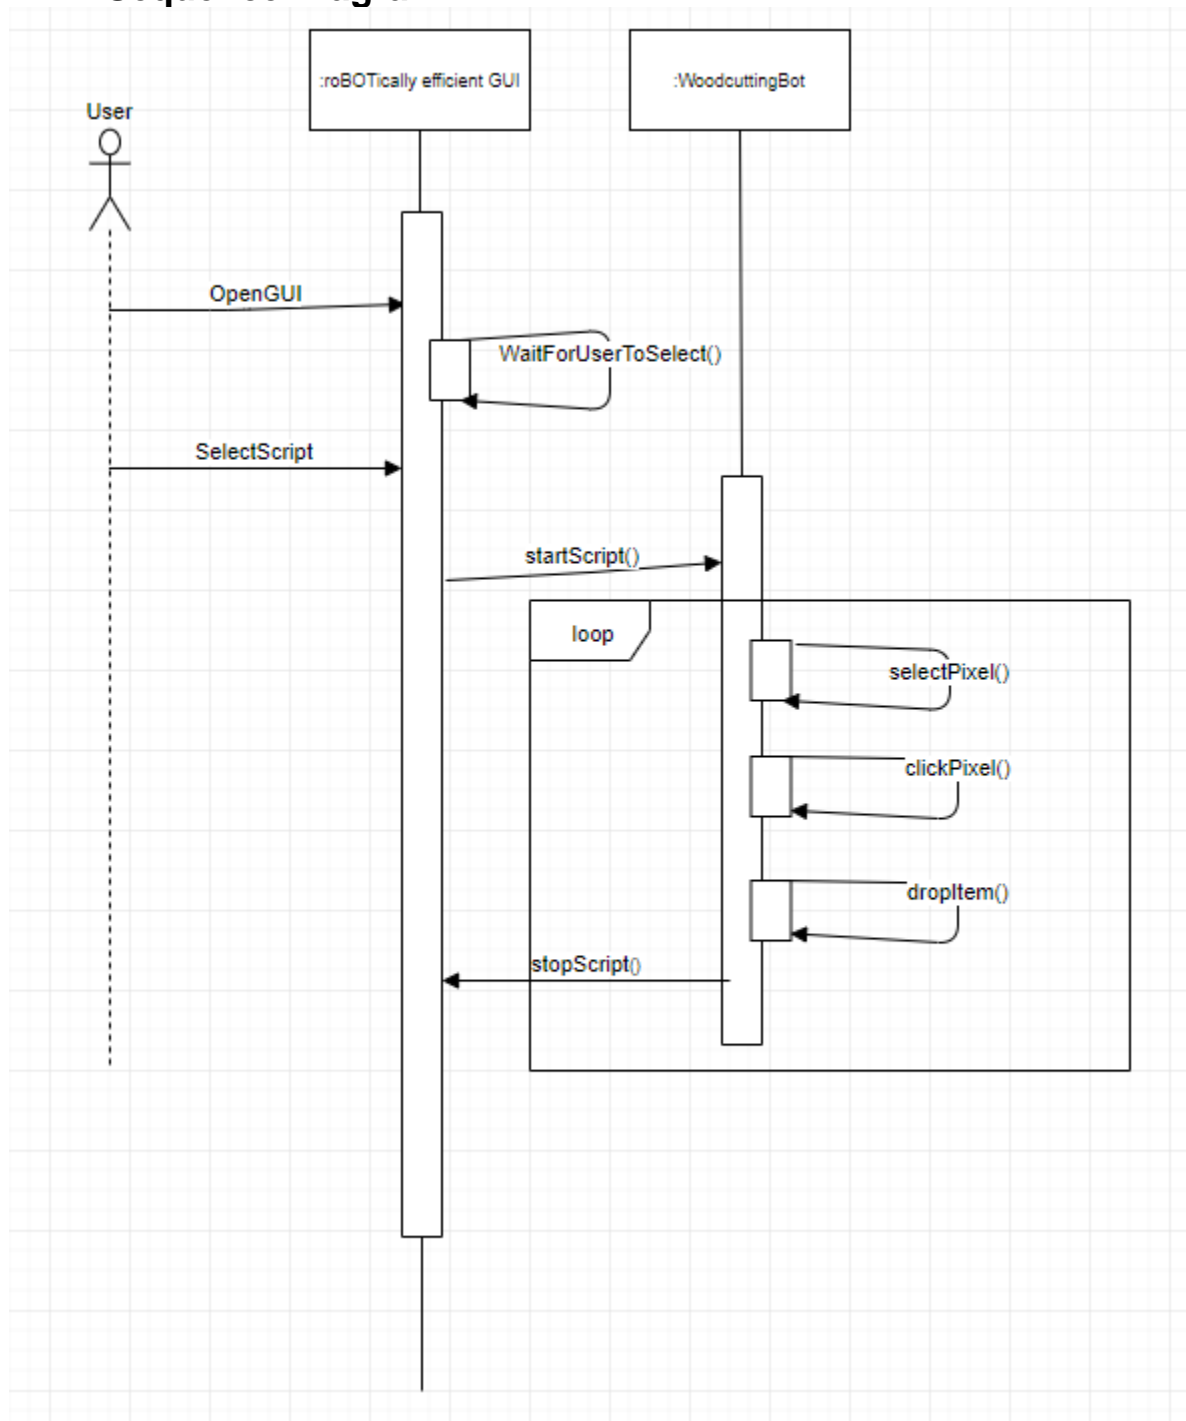 :roBOTically efficient GUI
:WoodcuttingBot
User
OpenGUI
WaitForUserToSelect()
SelectScript
startScript()
loop
selectPixel()
clickPixel()
dropItem()
stopScript()